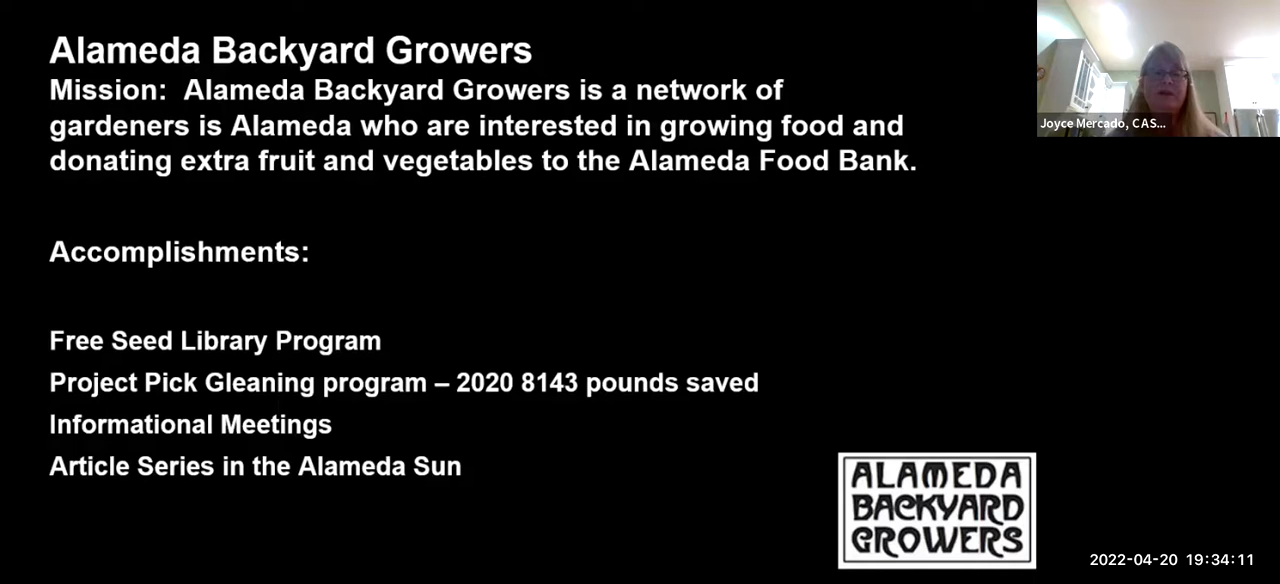 Alameda Backyard Growers
Mission: Alameda Backyard Growers is a network of
gardeners is Alameda who are interested in growing food and
donating extra fruit and vegetables to the Alameda Food Bank.
Joyce Mercado, CAS...
Accomplishments:
Free Seed Library Program
Project Pick Gleaning program – 2020 8143 pounds saved
Informational Meetings
Article Series in the Alameda Sun
ALAMEDA
BACKYARD
GROWERS
2022-04-20 19:34:11